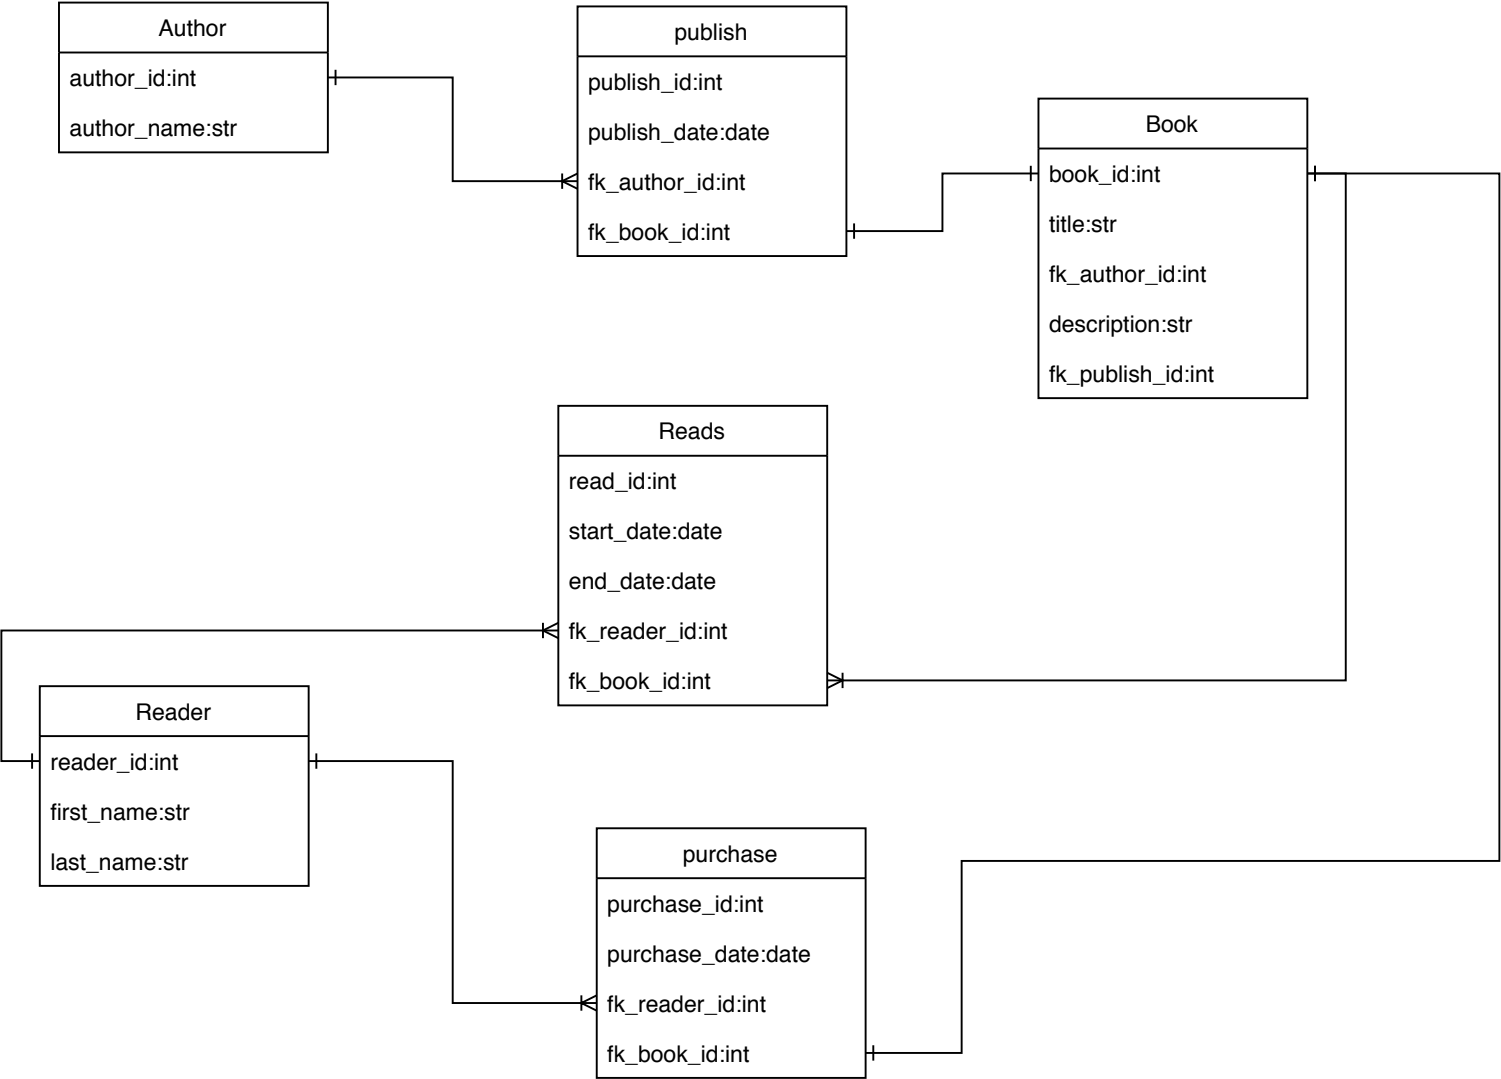 Author
author_id:int
author_name:str
publish
publish_id:int
publish_date:date
fk_author_id:int
fk_book_id:int
Book
book_id:int
title:str
fk_author_id:int
description:str
fk_publish_id:int
Reads
read_id:int
start_date:date
end_date:date
fk_reader_id:int
fk_book_id:int
Reader
reader_id:int
first_name:str
last_name:str
purchase
purchase_id:int
purchase_date:date
fk_reader_id:int
fk_book_id:int